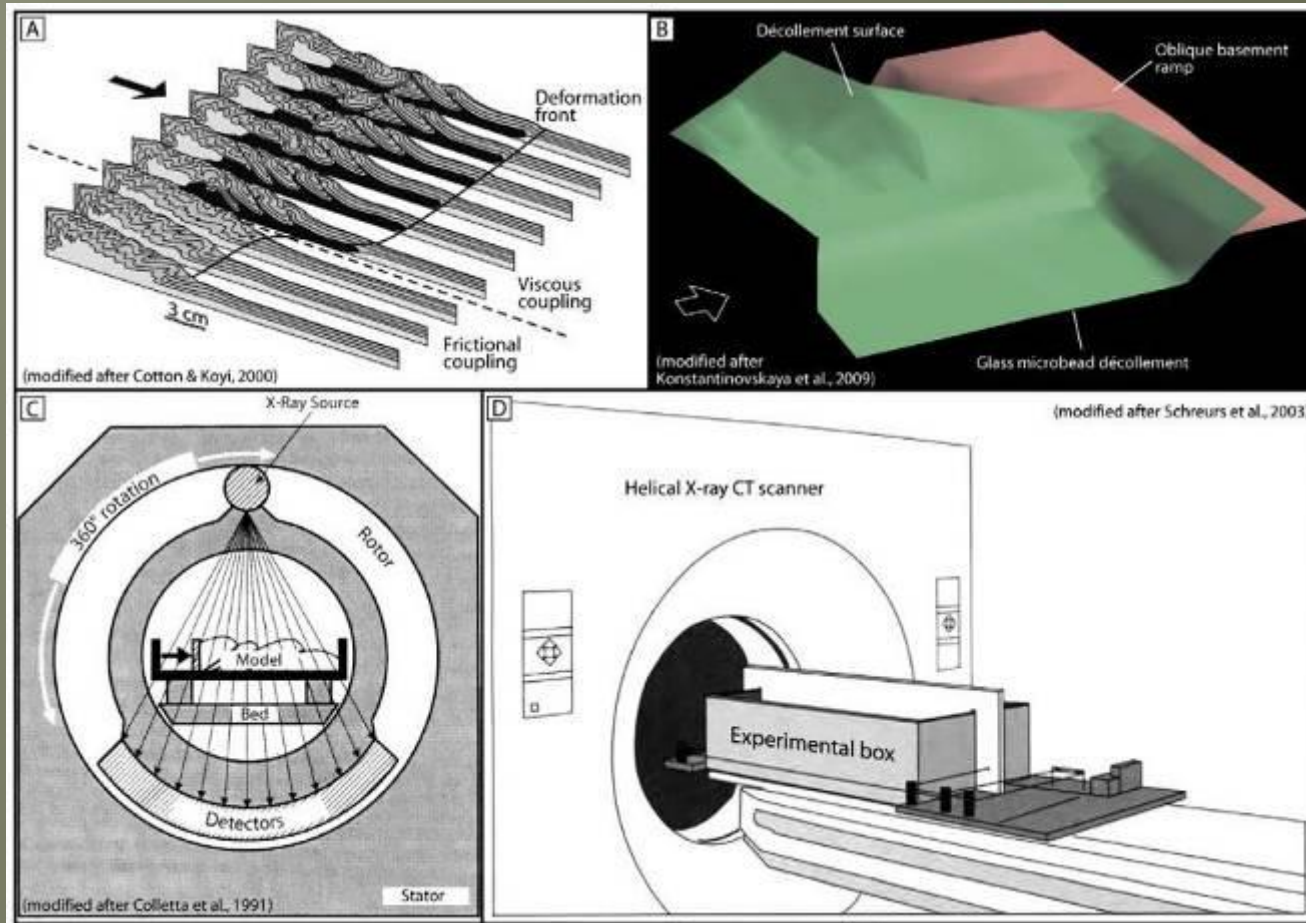 A
Deformation
front
Viscous
coupling
Frictional
coupling
3 cm
(modified after Cotton & Koyi, 2000)
B
Décollement surface
Oblique basement
ramp
Glass microbead décollement
(modified after
Konstantinovskaya et al., 2009)
C
X-Ray Source
360° rotation
Rotor
Model
Bed
Detectors
Stator
(modified after Colletta et al., 1991)
D
(modified after Schreurs et al., 2003)
Helical X-ray CT scanner
Experimental box